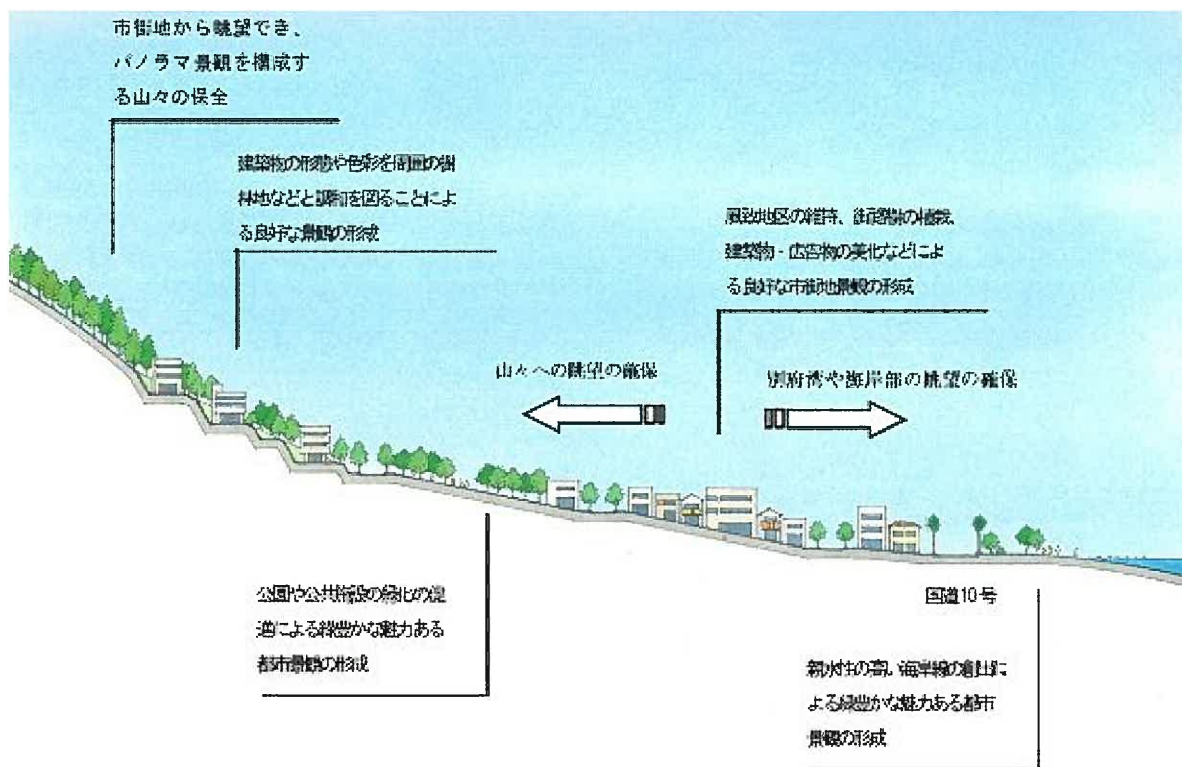 市街地から眺望でき、
パノラマ景観を構成す
る山々の保全
建築物の形態や色彩を周囲の樹
林地などと調和を図ることによ
る良好な景観の形成
風致地区の維持、街路樹の植栽、
建築物・広告物の美化などによ
る良好な市街地景観の形成
山々への眺望の確保
別府湾や海岸部の眺望の確保
公園や公共施設の緑化の促
進による緑豊かな魅力ある
都市景観の形成
国道10号
親水性の高い海岸線の創出に
よる緑豊かな魅力ある都市
景観の形成